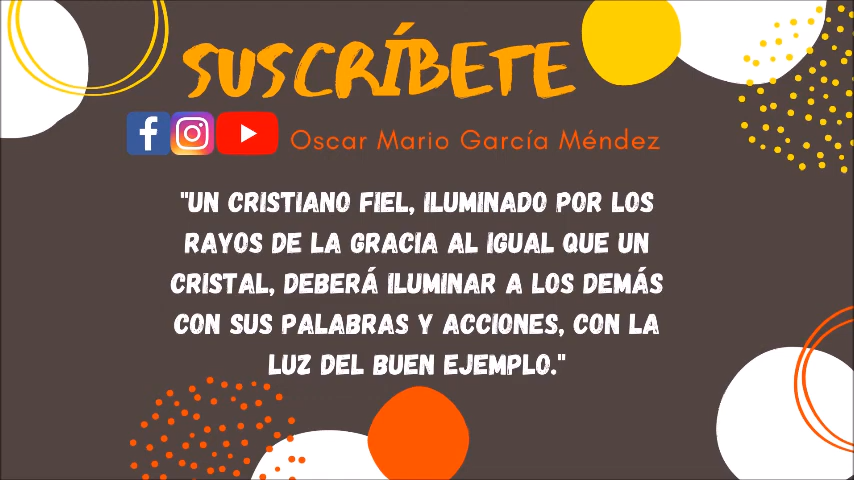 SUSCRÍBETE
Oscar Mario García Méndez
"UN CRISTIANO FIEL, ILUMINADO POR LOS
RAYOS DE LA GRACIA AL IGUAL QUE UN
CRISTAL, DEBERÁ ILUMINAR A LOS DEMÁS
CON SUS PALABRAS Y ACCIONES, CON LA
LUZ DEL BUEN EJEMPLO."